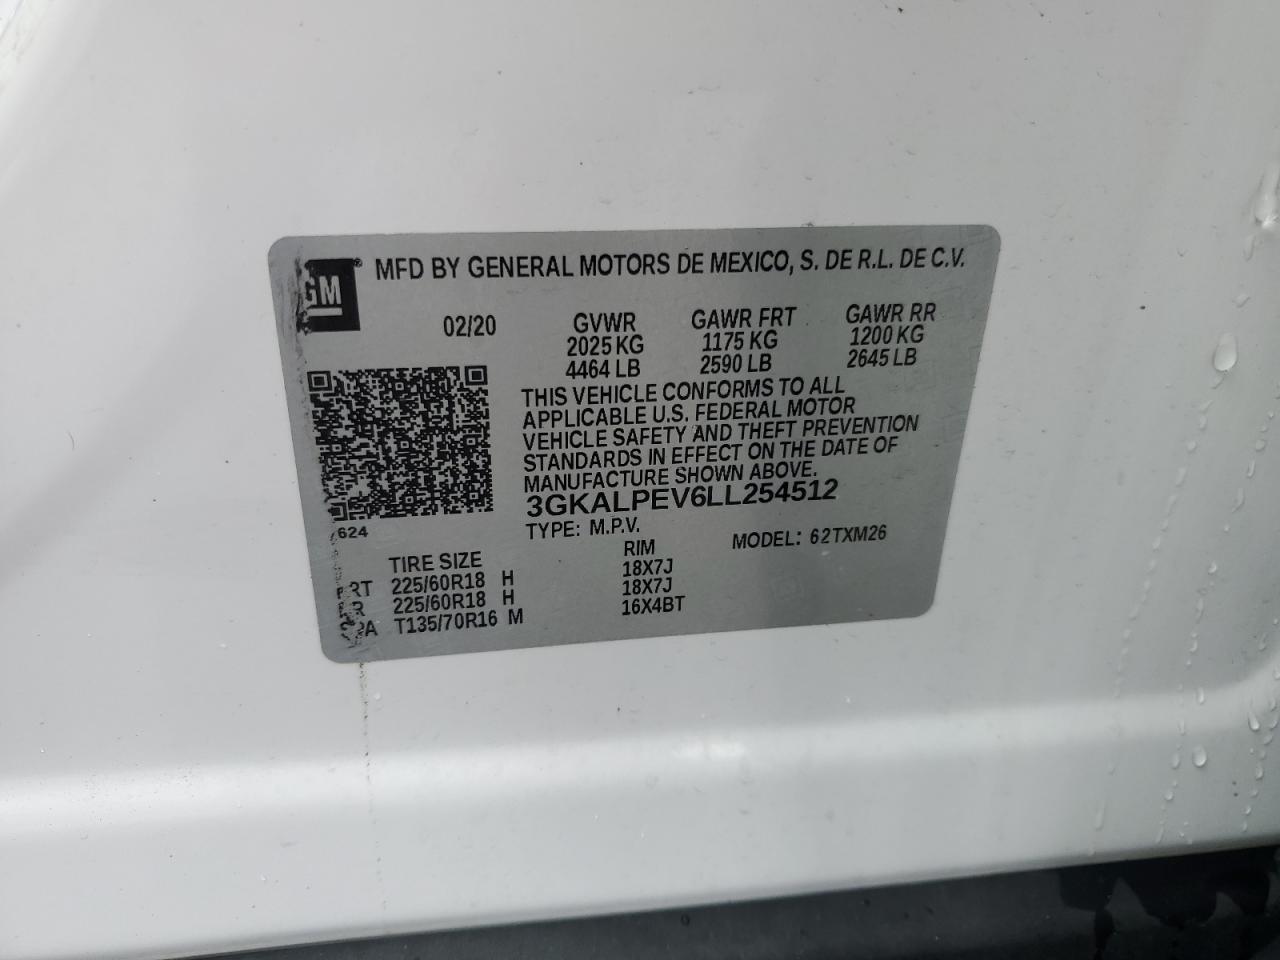 GM
MFD BY GENERAL MOTORS DE MEXICO, S. DE R.L. DE C.V.
02/20 GVWR GAWR FRT GAWR RR
2025 KG 1175 KG 1200 KG
4464 LB 2590 LB 2645 LB
THIS VEHICLE CONFORMS TO ALL
APPLICABLE U.S. FEDERAL MOTOR
VEHICLE SAFETY AND THEFT PREVENTION
STANDARDS IN EFFECT ON THE DATE OF
MANUFACTURE SHOWN ABOVE.
3GKALPEV6LL254512
624
TYPE: M.P.V. MODEL: 62TXM26
TIRE SIZE RIM
225/60R18 H 18X7J
225/60R18 H 18X7J
T135/70R16 M 16X4BT